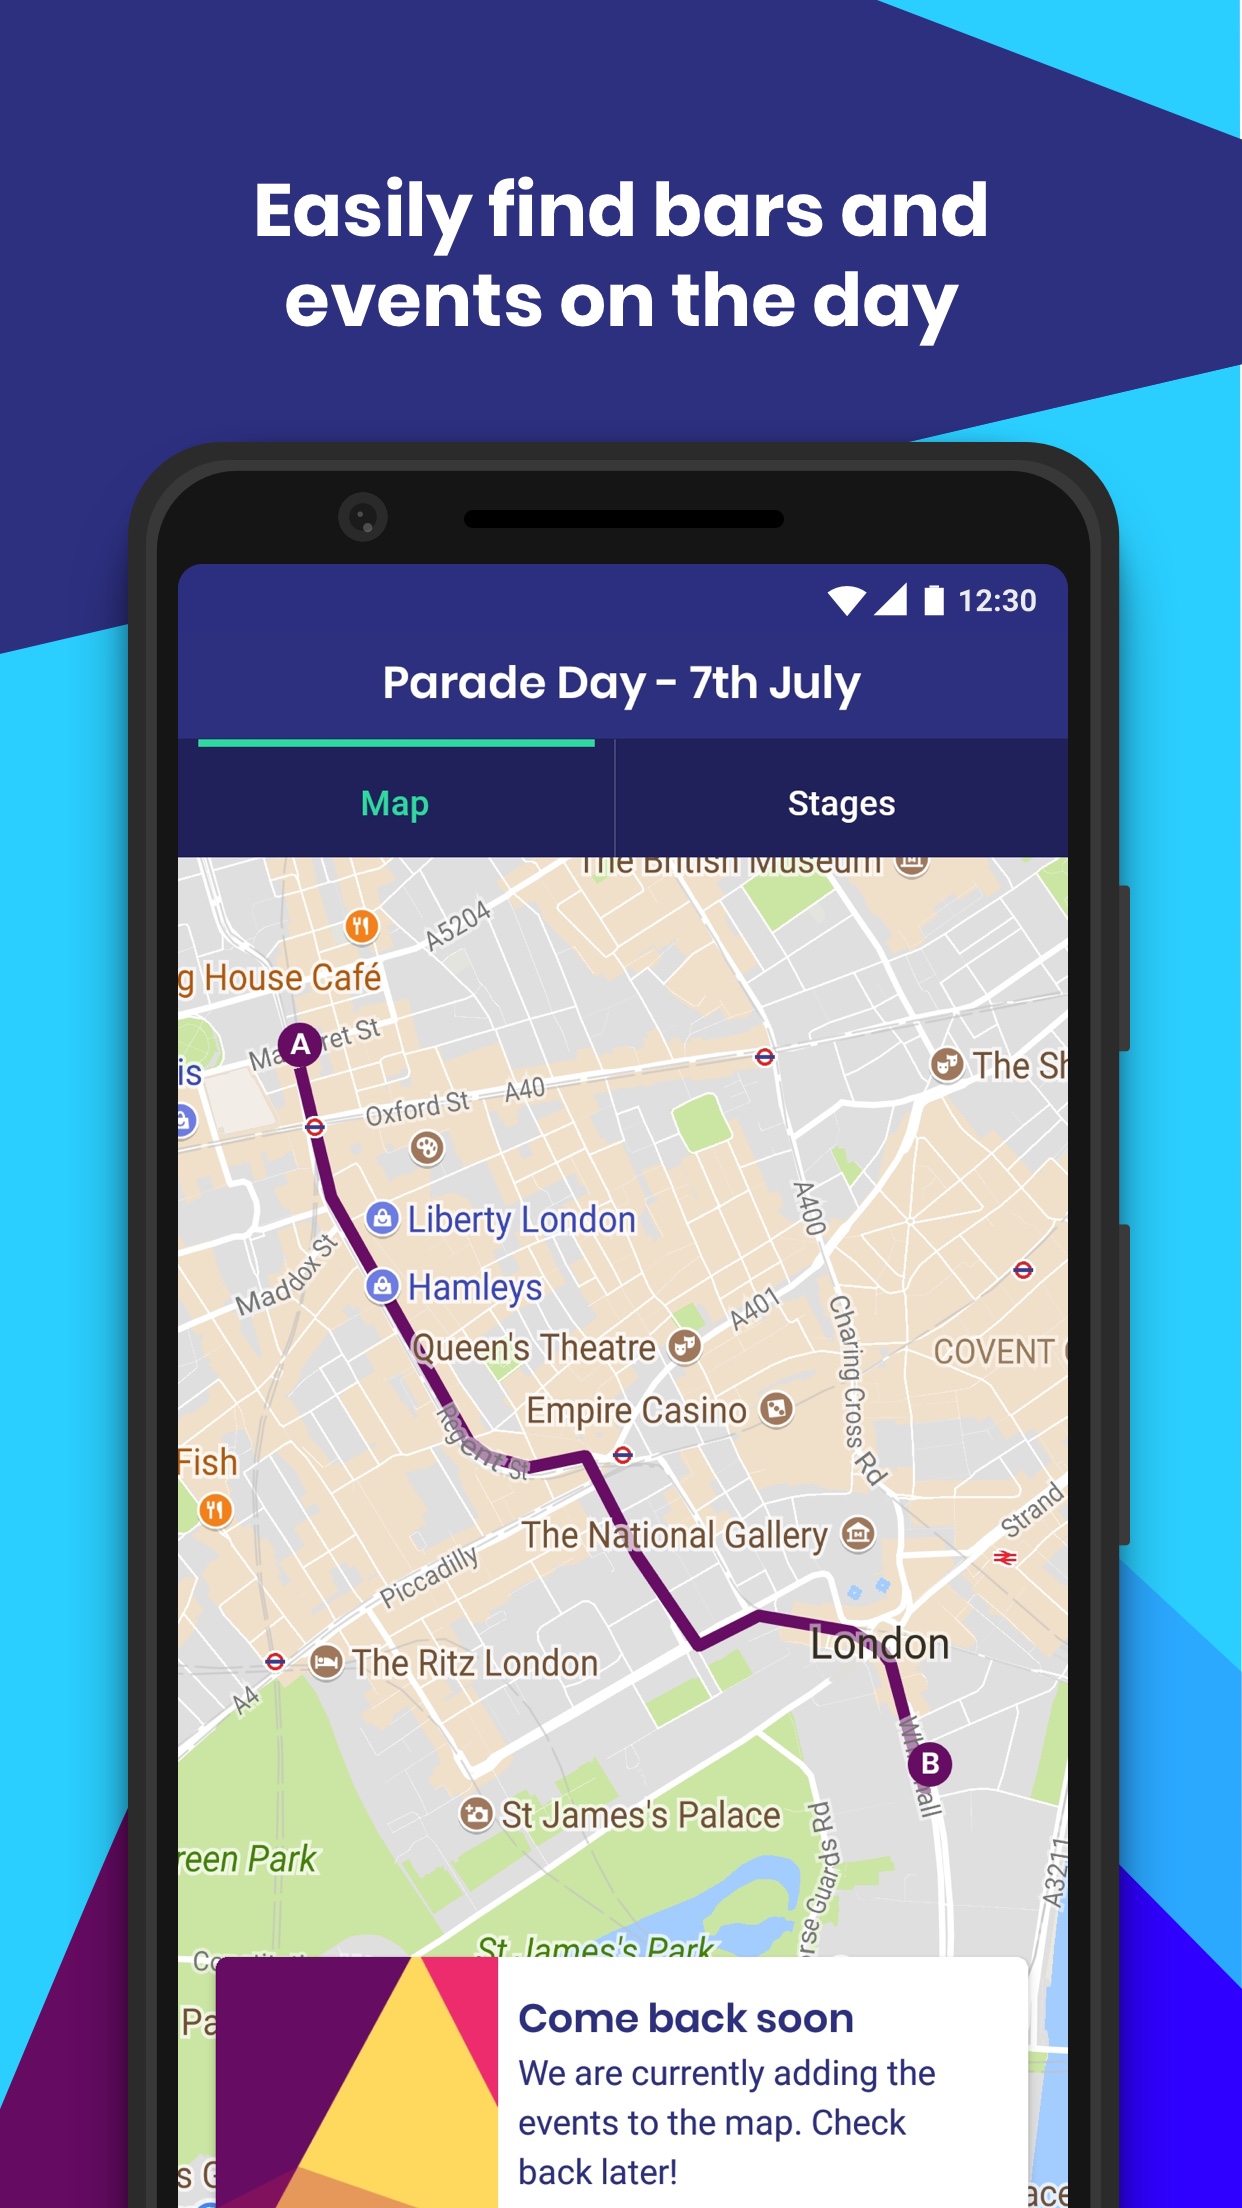 Easily find bars and
events on the day
12:30
Parade Day - 7th July
Map
Stages
The British Museum
A5204
g House Café
Margaret St
A
is
The Sh
Oxford St
A40
Liberty London
A400
Maddox St
Hamleys
A401
Queen's Theatre
Charing Cross Rd
COVENT
Empire Casino
Regent St
Fish
Strand
The National Gallery
Piccadilly
London
The Ritz London
A4
B
Whitehall
St James's Palace
reen Park
rse Guards Rd
A3211
St James's Park
Pa
Come back soon
We are currently adding the
events to the map. Check
back later!
s G
ace